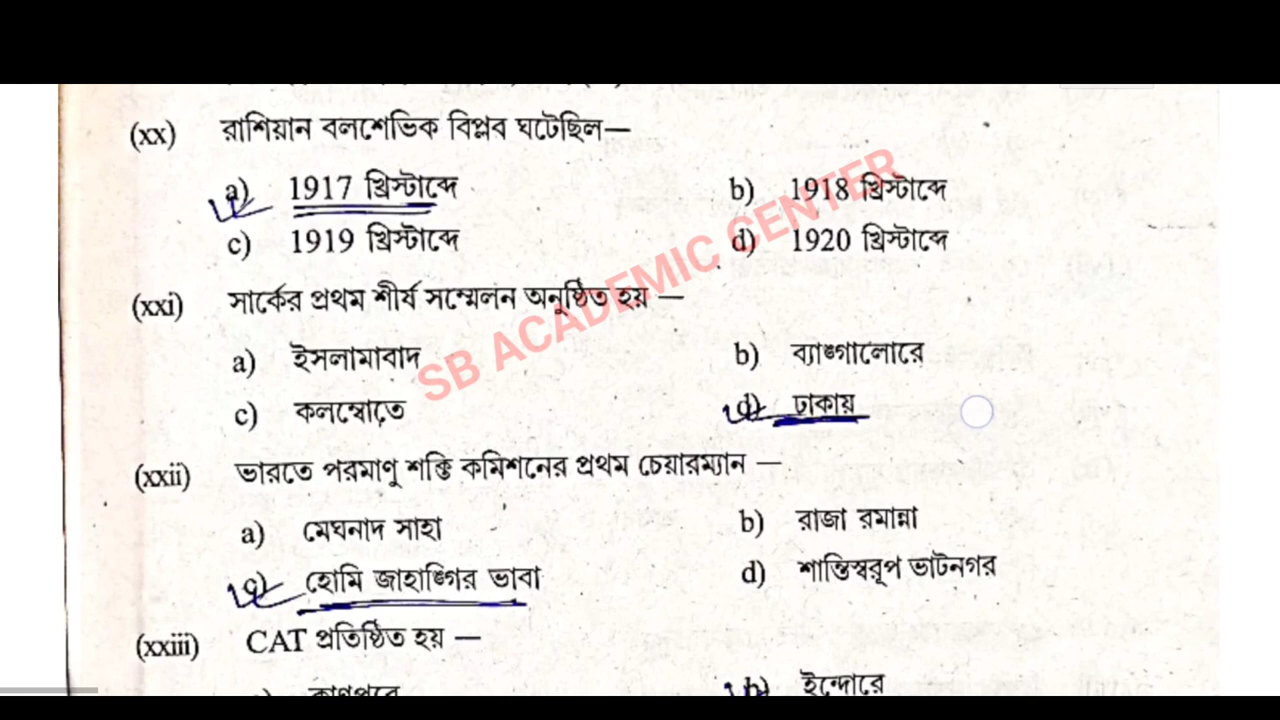 (xx) রাশিয়ান বলশেভিক বিপ্লব ঘটেছিল—
a) 1917 খ্রিস্টাব্দে b) 1918 খ্রিস্টাব্দে
c) 1919 খ্রিস্টাব্দে d) 1920 খ্রিস্টাব্দে
(xxi) সার্কের প্রথম শীর্ষ সম্মেলন অনুষ্ঠিত হয় —
a) ইসলামাবাদ b) ব্যাঙ্গালোরে
c) কলম্বোতে d) ঢাকায়
(xxii) ভারতে পরমাণু শক্তি কমিশনের প্রথম চেয়ারম্যান —
a) মেঘনাদ সাহা b) রাজা রমান্না
c) হোমি জাহাঙ্গির ভাবা d) শান্তিস্বরূপ ভাটনগর
(xxiii) CAT প্রতিষ্ঠিত হয় —
b) ইন্দোরে
SB ACADEMIC CENTER